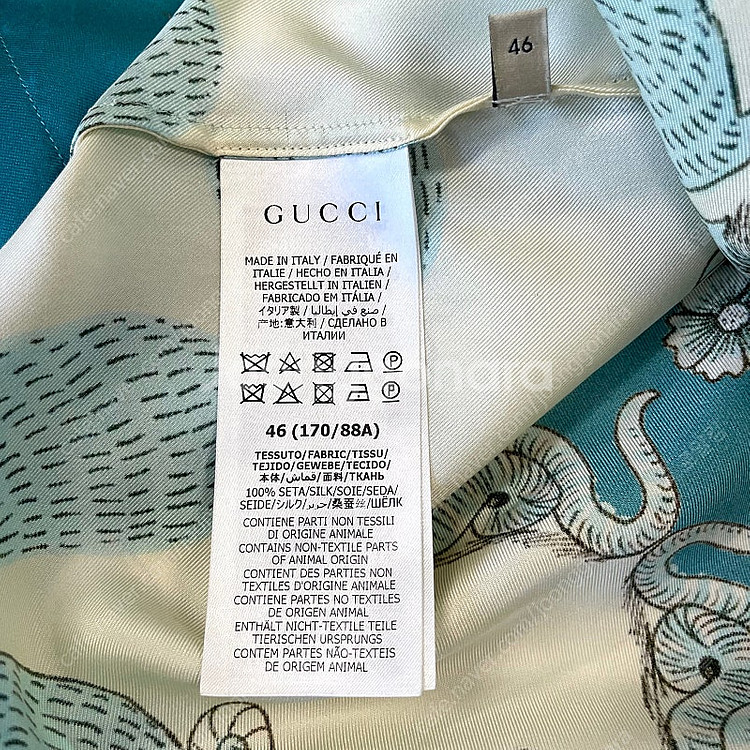 46
GUCCI
MADE IN ITALY / FABRIQUÉ EN
ITALIE / HECHO EN ITALIA /
HERGESTELLT IN ITALIEN /
FABRICADO EM ITÁLIA /
イタリア製 / صنع في إيطاليا /
产地:意大利 / СДЕЛАНО В
ИТАЛИИ
46 (170/88A)
TESSUTO/FABRIC/TISSU/
TEJIDO/GEWEBE/TECIDO/
本体/قماش/面料/ТКАНЬ
100% SETA/SILK/SOIE/SEDA/
SEIDE/シルク/حرير/桑蚕丝/ШЁЛК
CONTIENE PARTI NON TESSILI
DI ORIGINE ANIMALE
CONTAINS NON-TEXTILE PARTS
OF ANIMAL ORIGIN
CONTIENT DES PARTIES NON
TEXTILES D'ORIGINE ANIMALE
CONTIENE PARTES NO TEXTILES
DE ORIGEN ANIMAL
ENTHÄLT NICHT-TEXTILE TEILE
TIERISCHEN URSPRUNGS
CONTEM PARTES NÃO-TEXTEIS
DE ORIGEM ANIMAL